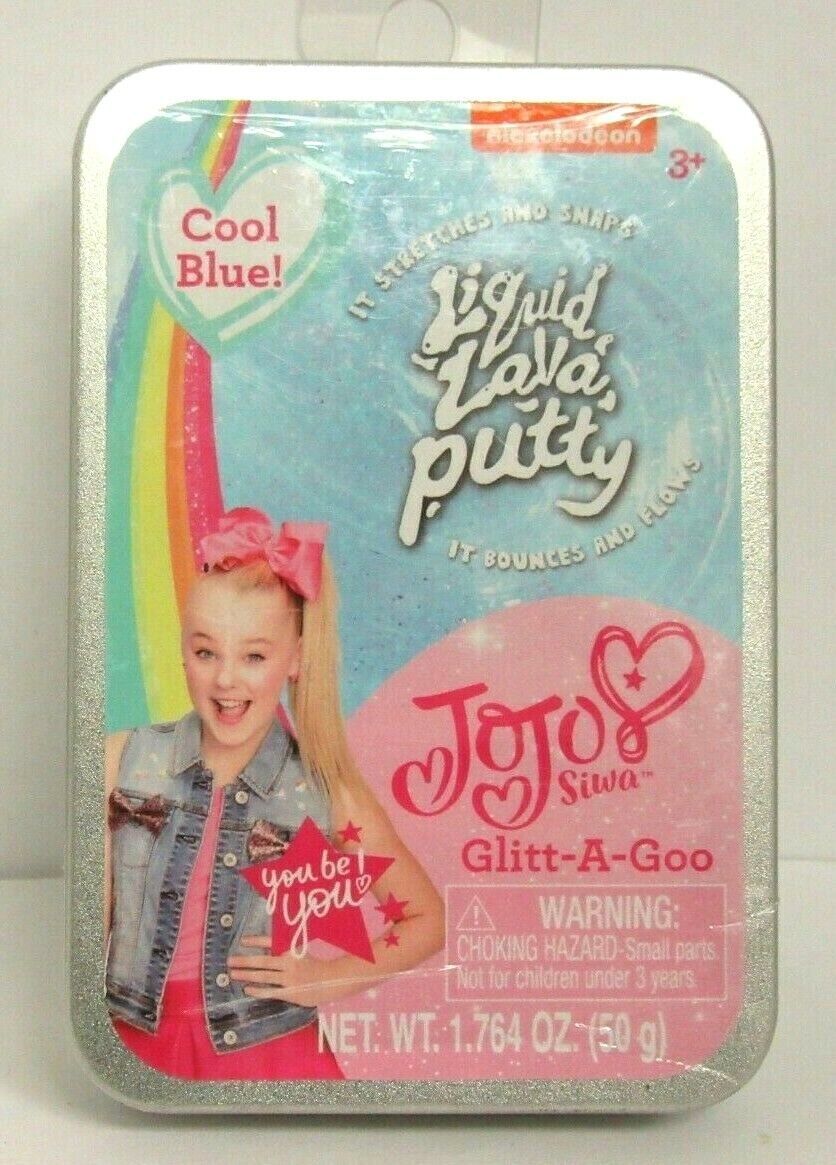 nickelodeon
3+
Cool
Blue!
IT STRETCHES AND SNAPS
Liquid
Lava
Putty
IT BOUNCES AND FLOWS
JoJo
Siwa™
Glitt-A-Goo
you be
you
WARNING:
CHOKING HAZARD-Small parts.
Not for children under 3 years.
NET. WT. 1.764 OZ. (50 g)